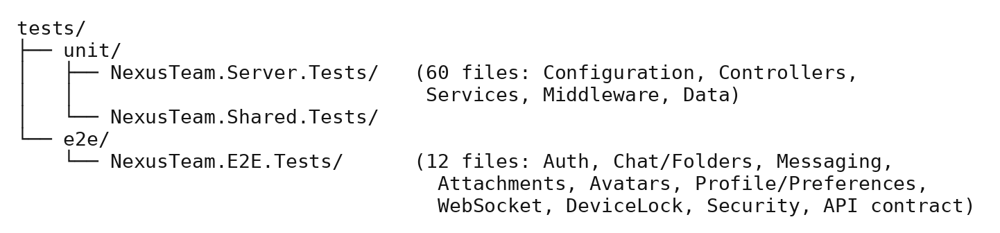 tests/
├── unit/
│   ├── NexusTeam.Server.Tests/   (60 files: Configuration, Controllers,
│   │                              Services, Middleware, Data)
│   └── NexusTeam.Shared.Tests/
└── e2e/
    └── NexusTeam.E2E.Tests/      (12 files: Auth, Chat/Folders, Messaging,
                                    Attachments, Avatars, Profile/Preferences,
                                    WebSocket, DeviceLock, Security, API contract)